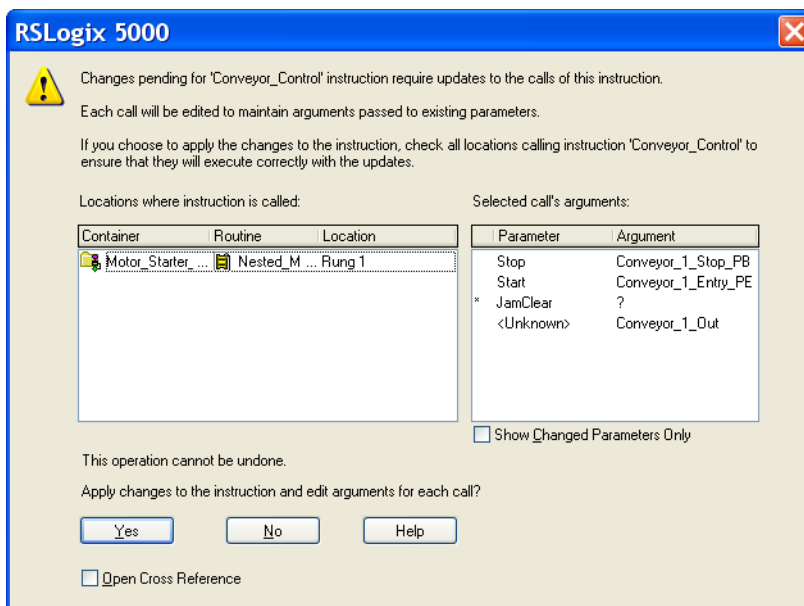 RSLogix 5000
Changes pending for 'Conveyor_Control' instruction require updates to the calls of this instruction.
Each call will be edited to maintain arguments passed to existing parameters.
If you choose to apply the changes to the instruction, check all locations calling instruction 'Conveyor_Control' to
ensure that they will execute correctly with the updates.
Locations where instruction is called: Selected call's arguments:
Container Routine Location Parameter Argument
Motor_Starter_ ... Nested_M ... Rung 1 Stop Conveyor_1_Stop_PB
Start Conveyor_1_Entry_PE
* JamClear ?
<Unknown> Conveyor_1_Out
Show Changed Parameters Only
This operation cannot be undone.
Apply changes to the instruction and edit arguments for each call?
Yes No Help
Open Cross Reference